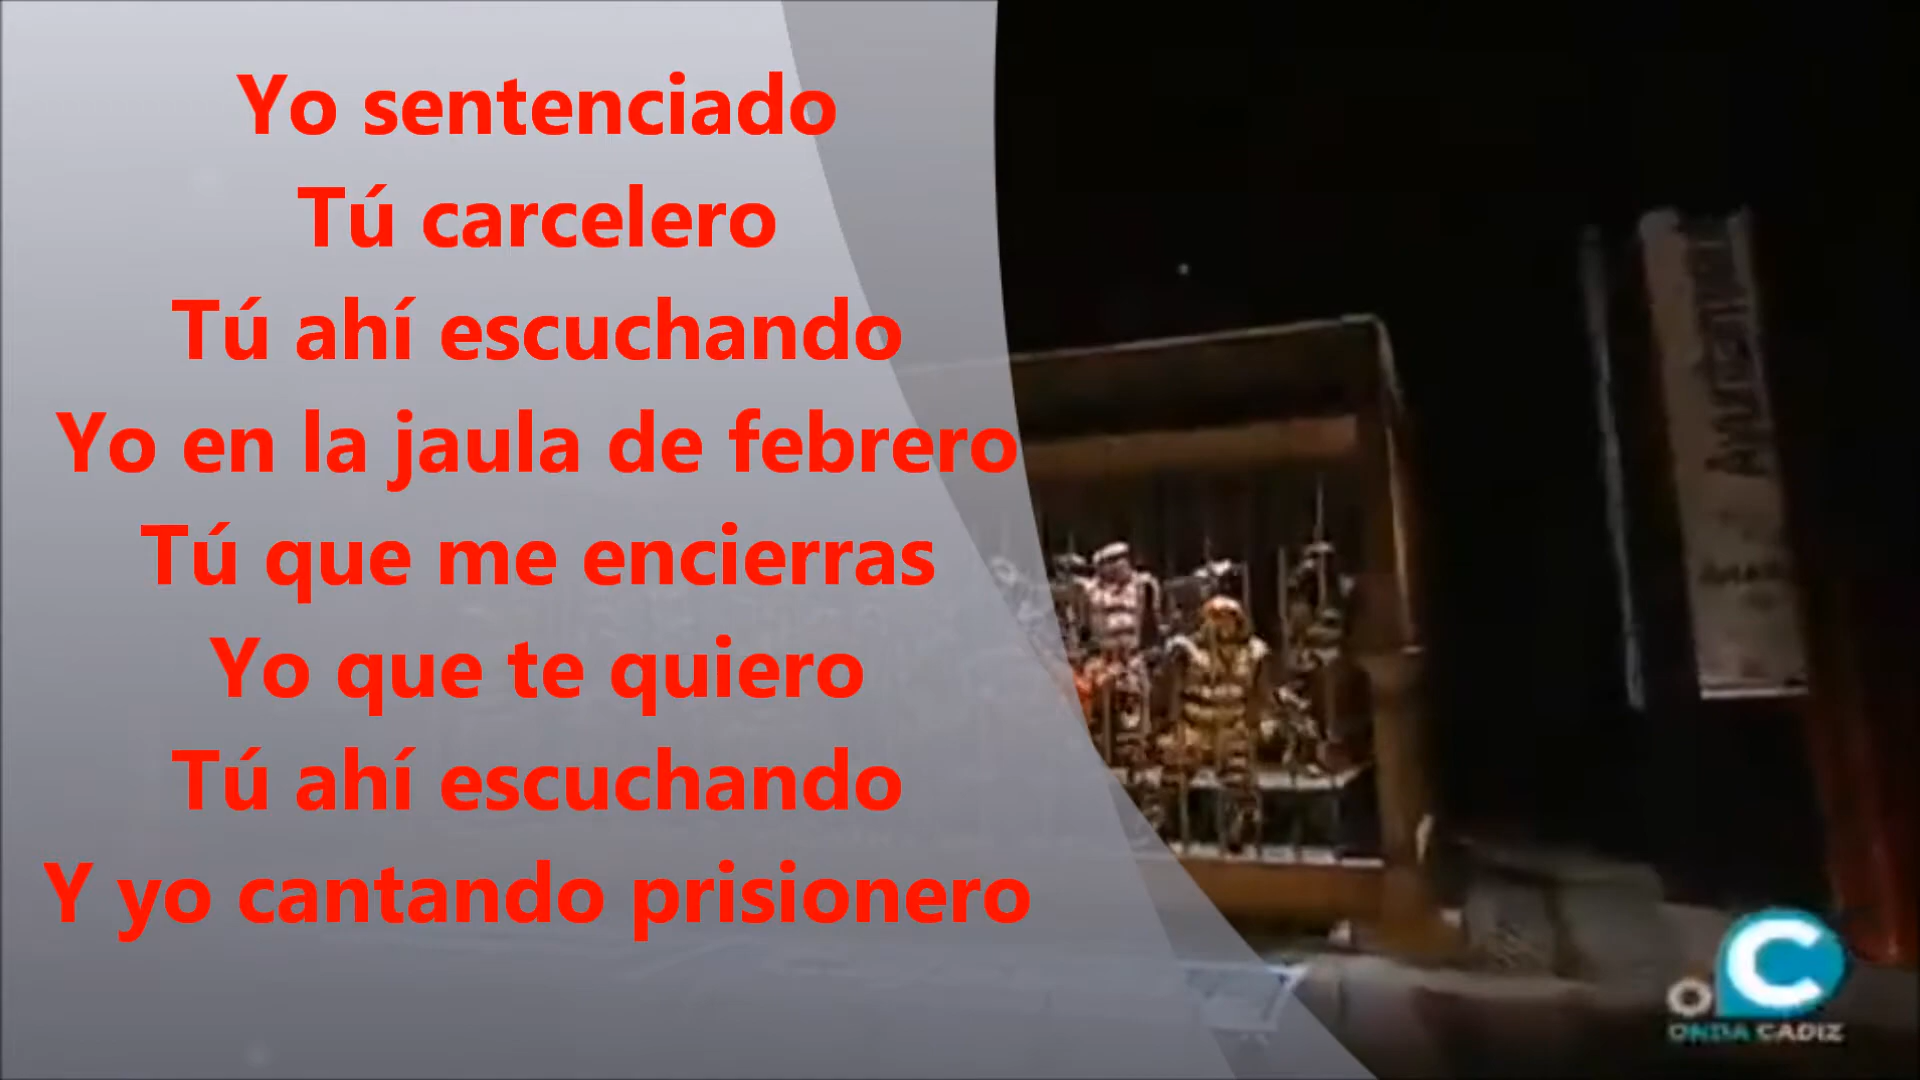 Yo sentenciado
Tú carcelero
Tú ahí escuchando
Yo en la jaula de febrero
Tú que me encierras
Yo que te quiero
Tú ahí escuchando
Y yo cantando prisionero
ONDA CADIZ